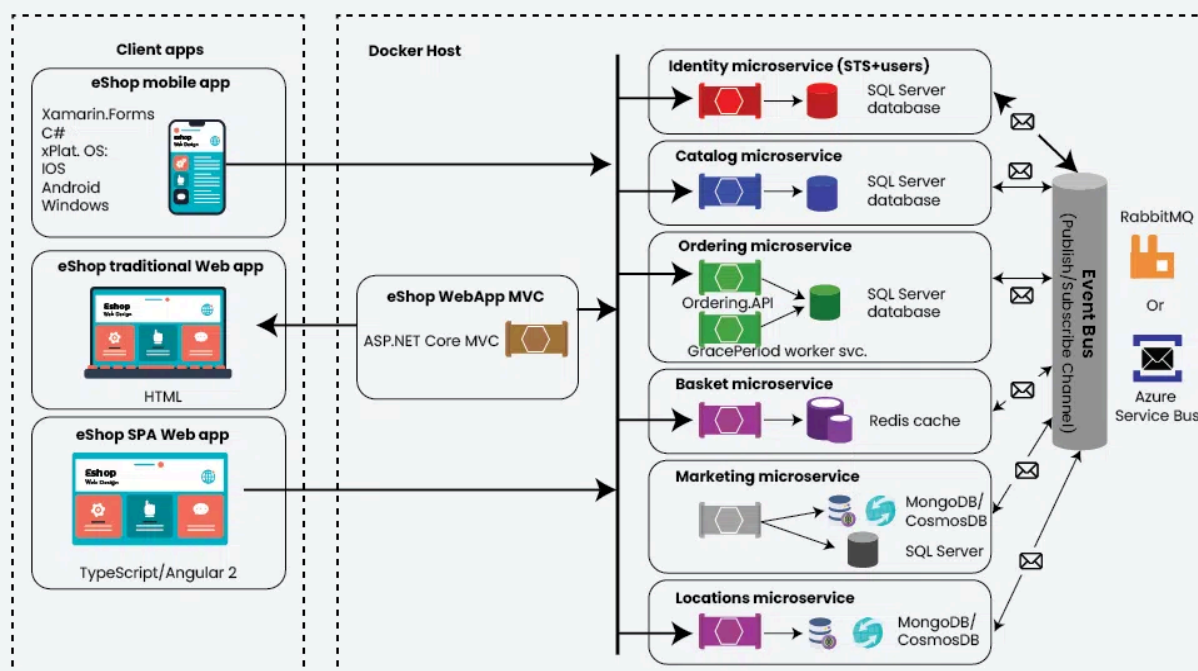 Client apps
eShop mobile app
Xamarin.Forms
C#
xPlat. OS:
IOS
Android
Windows
eshop
Web Design
eShop traditional Web app
Eshop
Web Design
HTML
eShop SPA Web app
Eshop
Web Design
TypeScript/Angular 2
Docker Host
eShop WebApp MVC
ASP.NET Core MVC
Identity microservice (STS+users)
SQL Server
database
Catalog microservice
SQL Server
database
Ordering microservice
Ordering.API
SQL Server
database
GracePeriod worker svc.
Basket microservice
Redis cache
Marketing microservice
MongoDB/
CosmosDB
SQL Server
Locations microservice
MongoDB/
CosmosDB
Event Bus
(Publish/Subscribe Channel)
RabbitMQ
Or
Azure
Service Bus